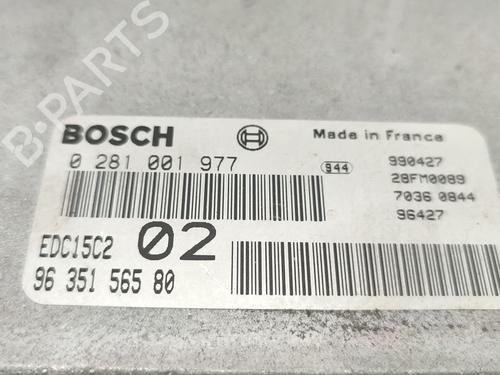 B-PARTS
BOSCH
Made in France
0 281 001 977
944
990427
28FM0089
7036 0844
96427
EDC15C2
02
96 351 565 80